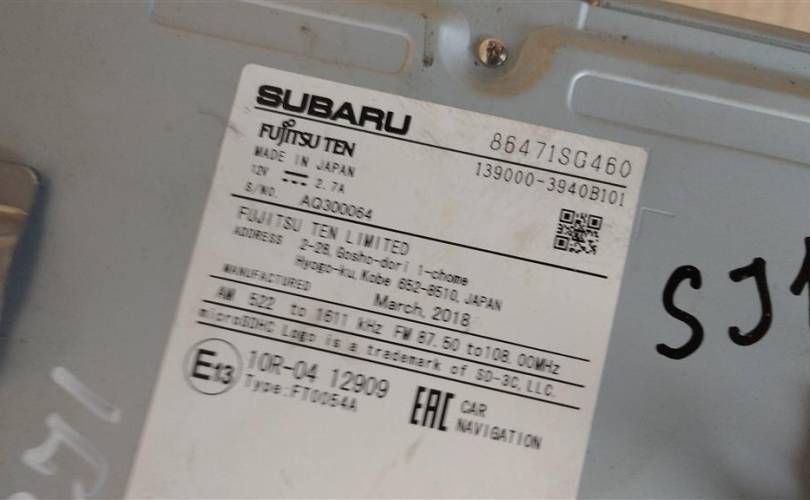 SUBARU
86471SG460
FUJITSU TEN
139000-3940B101
MADE IN JAPAN
12V 2.7A
S/NO. AQ300064
FUJITSU TEN LIMITED
ADDRESS 2-28, Gosho-dori 1-chome
Hyogo-ku, Kobe 652-8510, JAPAN
MANUFACTURED March, 2018
AM 522 to 1611 kHz FM 87.50 to 108.00MHz
microSDHC Logo is a trademark of SD-3C, LLC.
E13
10R-04 12909
Type:FT0054A
EAC CAR
NAVIGATION
SJ